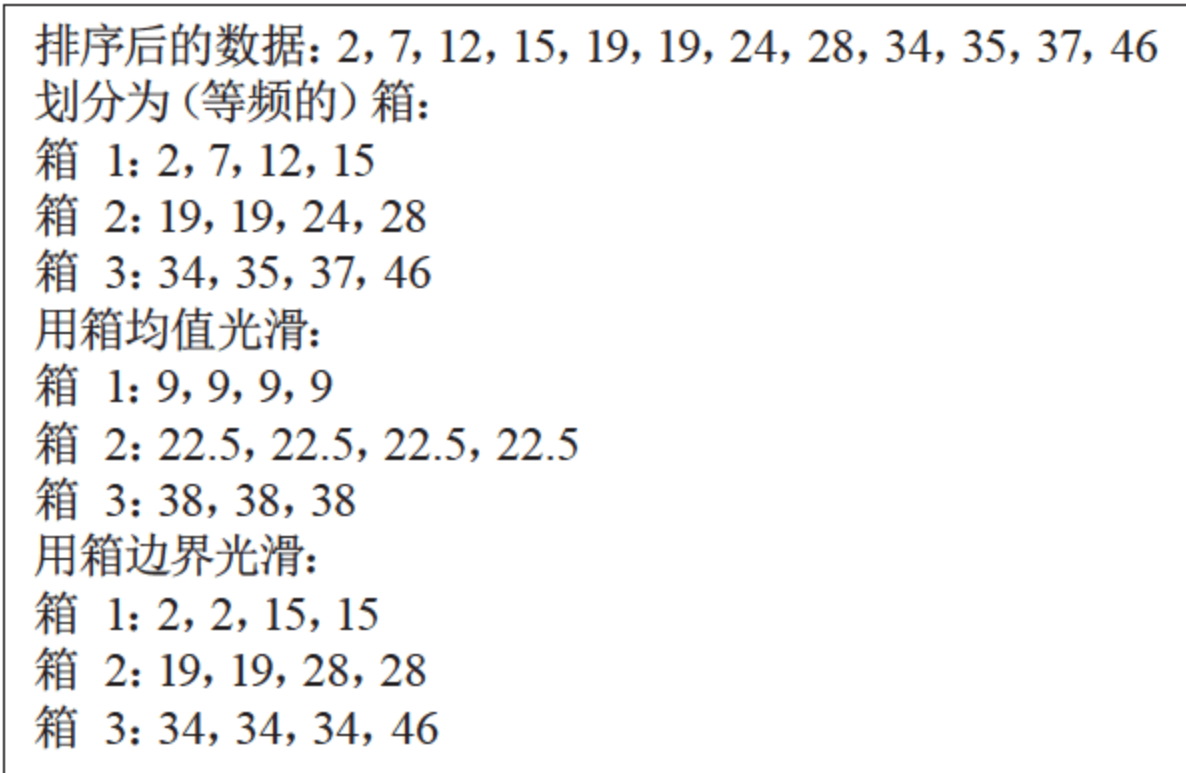 排序后的数据：2，7，12，15，19，19，24，28，34，35，37，46
划分为（等频的）箱：
箱 1：2，7，12，15
箱 2：19，19，24，28
箱 3：34，35，37，46
用箱均值光滑：
箱 1：9，9，9，9
箱 2：22.5，22.5，22.5，22.5
箱 3：38，38，38
用箱边界光滑：
箱 1：2，2，15，15
箱 2：19，19，28，28
箱 3：34，34，34，46